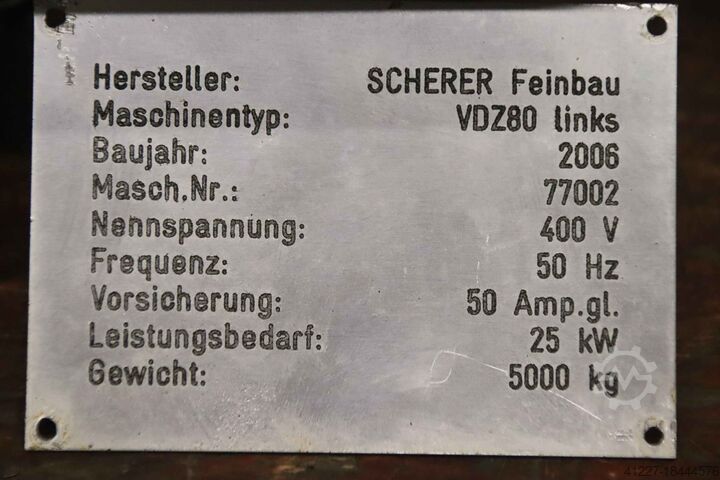 Hersteller: SCHERER Feinbau
Maschinentyp: VDZ80 links
Baujahr: 2006
Masch.Nr.: 77002
Nennspannung: 400 V
Frequenz: 50 Hz
Vorsicherung: 50 Amp.gl.
Leistungsbedarf: 25 kW
Gewicht: 5000 kg